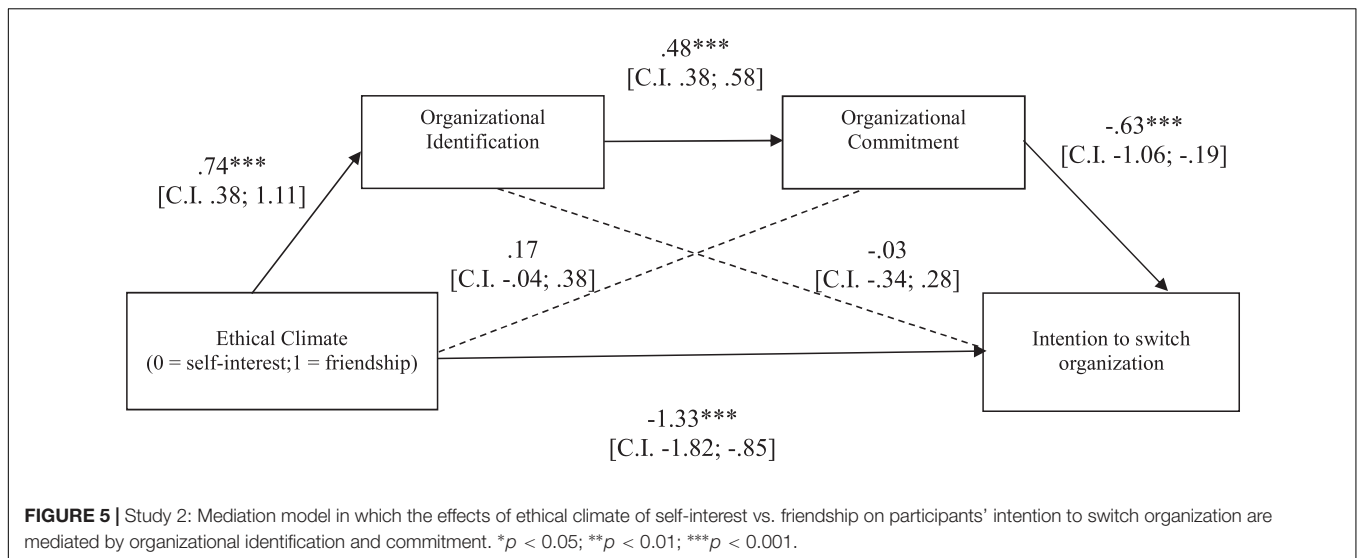 .48***
[C.I. .38; .58]
Organizational
Identification
Organizational
Commitment
-.63***
[C.I. -1.06; -.19]
.74***
[C.I. .38; 1.11]
.17
[C.I. -.04; .38]
-.03
[C.I. -.34; .28]
Ethical Climate
(0 = self-interest;1 = friendship)
Intention to switch
organization
-1.33***
[C.I. -1.82; -.85]
FIGURE 5 | Study 2: Mediation model in which the effects of ethical climate of self-interest vs. friendship on participants' intention to switch organization are
mediated by organizational identification and commitment. *p < 0.05; **p < 0.01; ***p < 0.001.